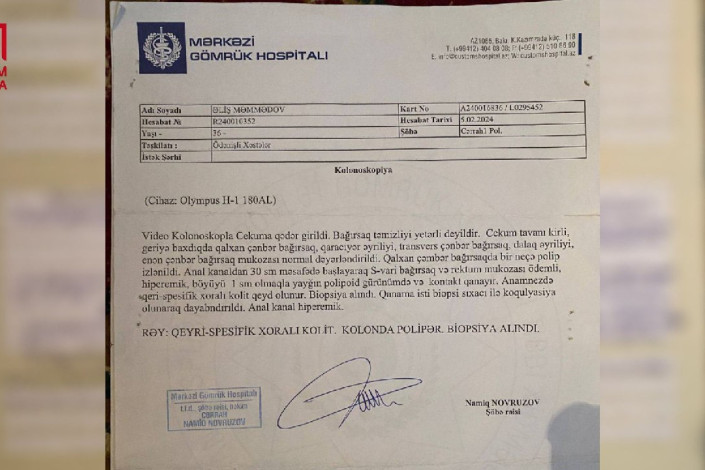 MƏRKƏZİ
GÖMRÜK HOSPİTALI
Adı Soyadı ƏLİŞ MƏMMƏDOV Kart No A240016836 / L0296452
Hesabat № R240016352 Hesabat Tarixi 5.02.2024
Yaşı - 36 - Şöbə Cərrahi Pol.
Təşkilatı : Ödənişli Xəstələr
İstək Şərhi
Kolonoskopiya
(Cihaz: Olympus H-1 180AL)
Video Kolonoskopla Cekuma qədər girildi. Bağırsaq təmizliyi yetərli deyildir. Cekum tavanı kirli,
geriyə baxdıqda qalxan çənbər bağırsaq, qaraciyər əyriliyi, transvers çənbər bağırsaq, dalaq əyriliyi,
enən çənbər bağırsaq mukozası normal dəyərləndirildi. Qalxan çəmbər bağırsaqda bir neçə polip
izlənildi. Anal kanaldan 30 sm məsafədə başlayaraq S-vari bağırsaq və rektum mukozası ödemli,
hiperemik, böyüyü 1 sm olmaqla yayğın polipoid görünümdə və kontakt qanayır. Anamnezdə
qeri-spesifik xoralı kolit qeyd olunur. Biopsiya alındı. Qanama isti biopsi sıxacı ilə koqulyasiya
olunaraq dayandırıldı. Anal kanal hiperemik.
RƏY: QEYRİ-SPESİFİK XORALI KOLİT. KOLONDA POLİPƏR. BİOPSİYA ALINDI.
Mərkəzi Gömrük Hospitalı
CƏRRAH
NAMİQ NOVRUZOV
Namiq NOVRUZOV
Şöbə rəisi